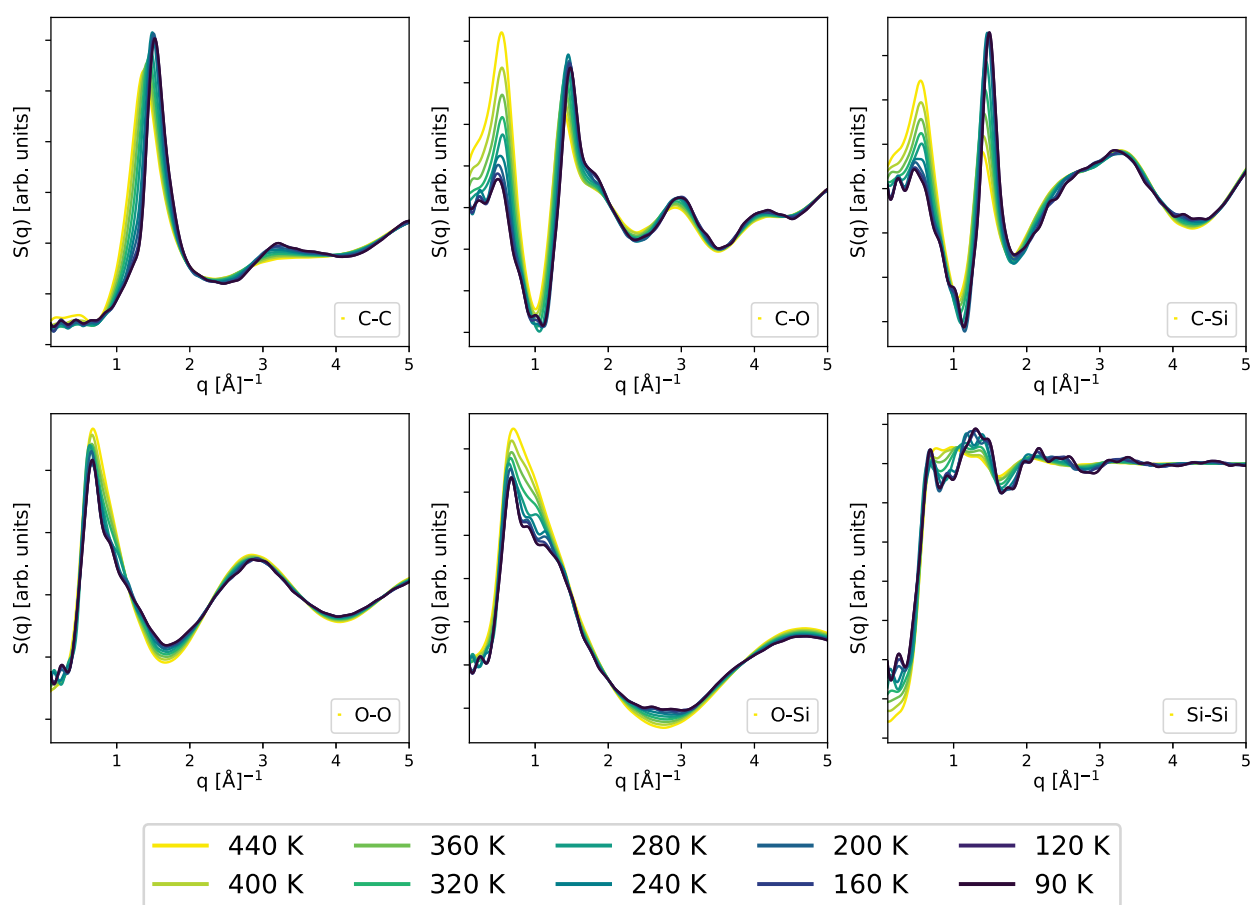 S(q) [arb. units]
C-C
1 2 3 4 5
q [Å]⁻¹
S(q) [arb. units]
C-O
1 2 3 4 5
q [Å]⁻¹
S(q) [arb. units]
C-Si
1 2 3 4 5
q [Å]⁻¹
S(q) [arb. units]
O-O
1 2 3 4 5
q [Å]⁻¹
S(q) [arb. units]
O-Si
1 2 3 4 5
q [Å]⁻¹
S(q) [arb. units]
Si-Si
1 2 3 4 5
q [Å]⁻¹
440 K 360 K 280 K 200 K 120 K
400 K 320 K 240 K 160 K 90 K